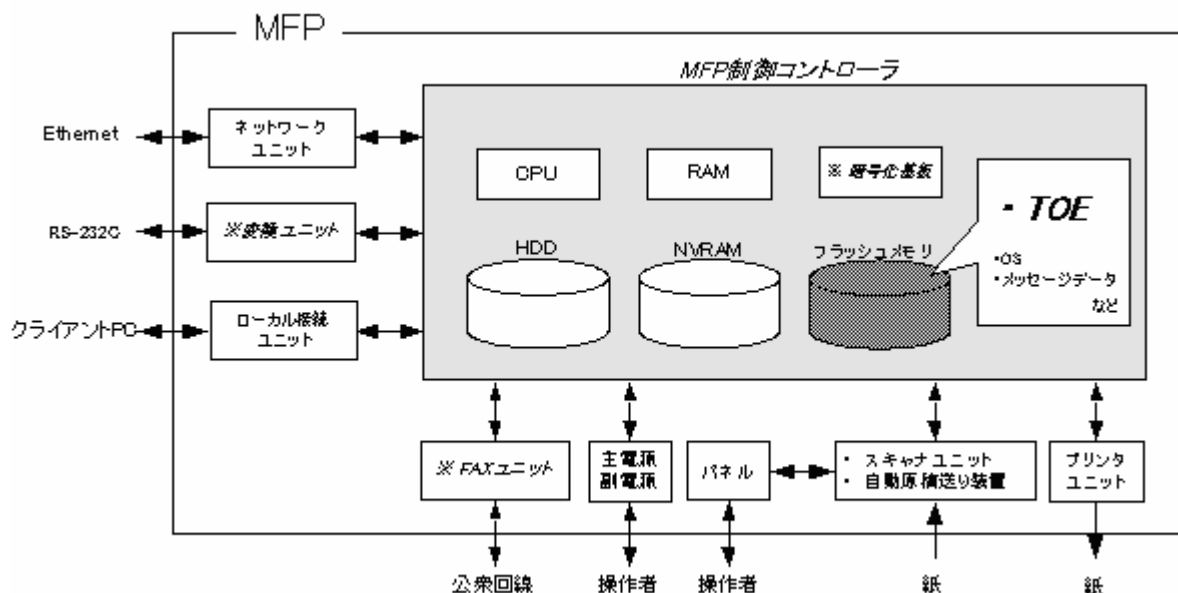 MFP
MFP制御コントローラ
Ethernet
ネットワーク
ユニット
CPU
RAM
※ 暗号化基板
・ TOE
・OS
・メッセージデータ
など
RS-232C
※変換ユニット
HDD
NVRAM
フラッシュメモリ
クライアントPC
ローカル接続
ユニット
※ FAXユニット
主電源
副電源
パネル
・ スキャナユニット
・ 自動原稿送り装置
プリンタ
ユニット
公衆回線
操作者
操作者
紙
紙